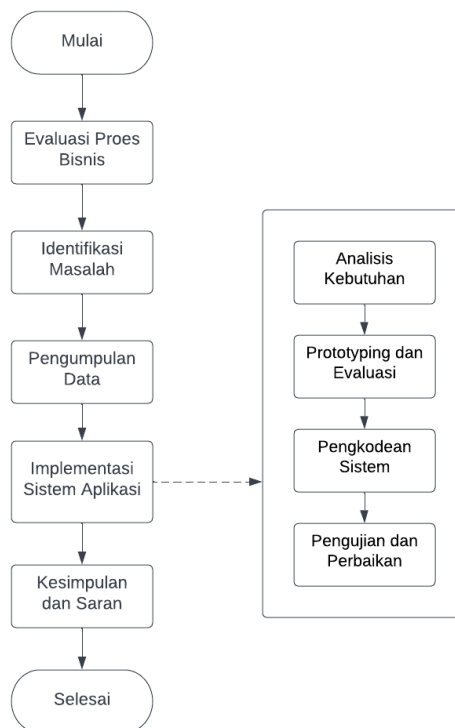 Mulai
Evaluasi Proes
Bisnis
Identifikasi
Masalah
Pengumpulan
Data
Implementasi
Sistem Aplikasi
Kesimpulan
dan Saran
Selesai
Analisis
Kebutuhan
Prototyping dan
Evaluasi
Pengkodean
Sistem
Pengujian dan
Perbaikan